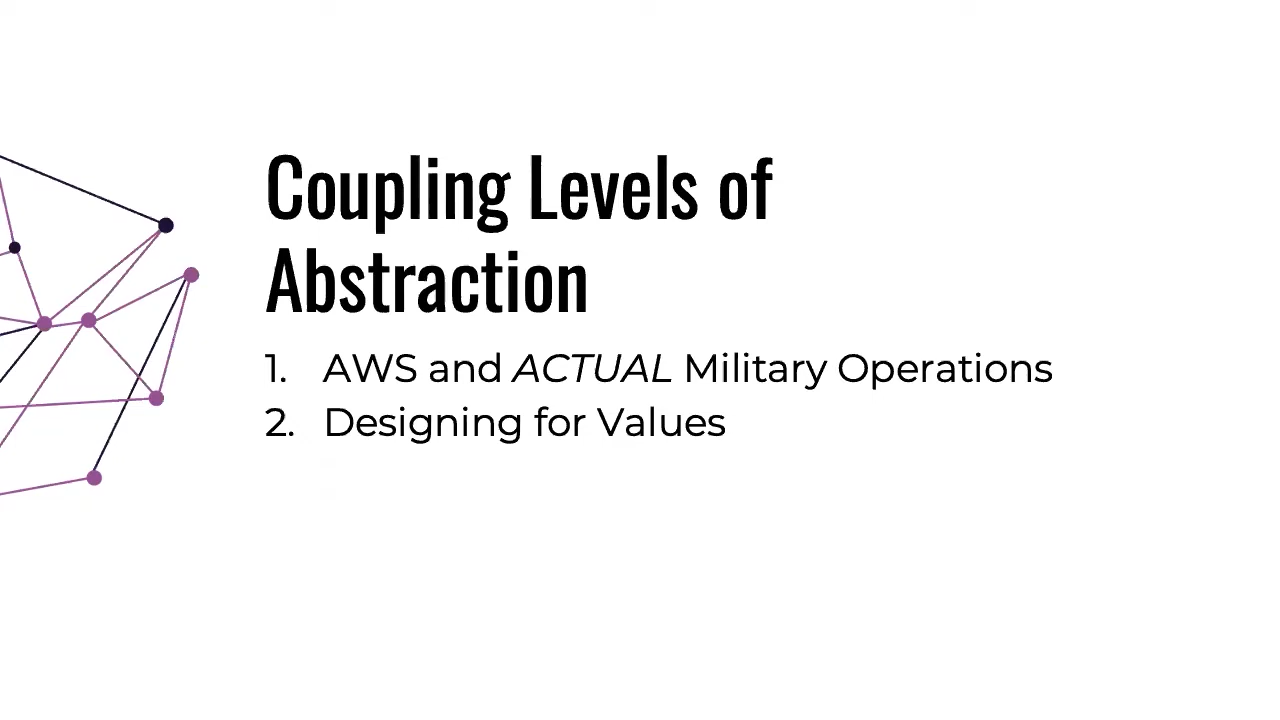 Coupling Levels of
Abstraction
1. AWS and ACTUAL Military Operations
2. Designing for Values